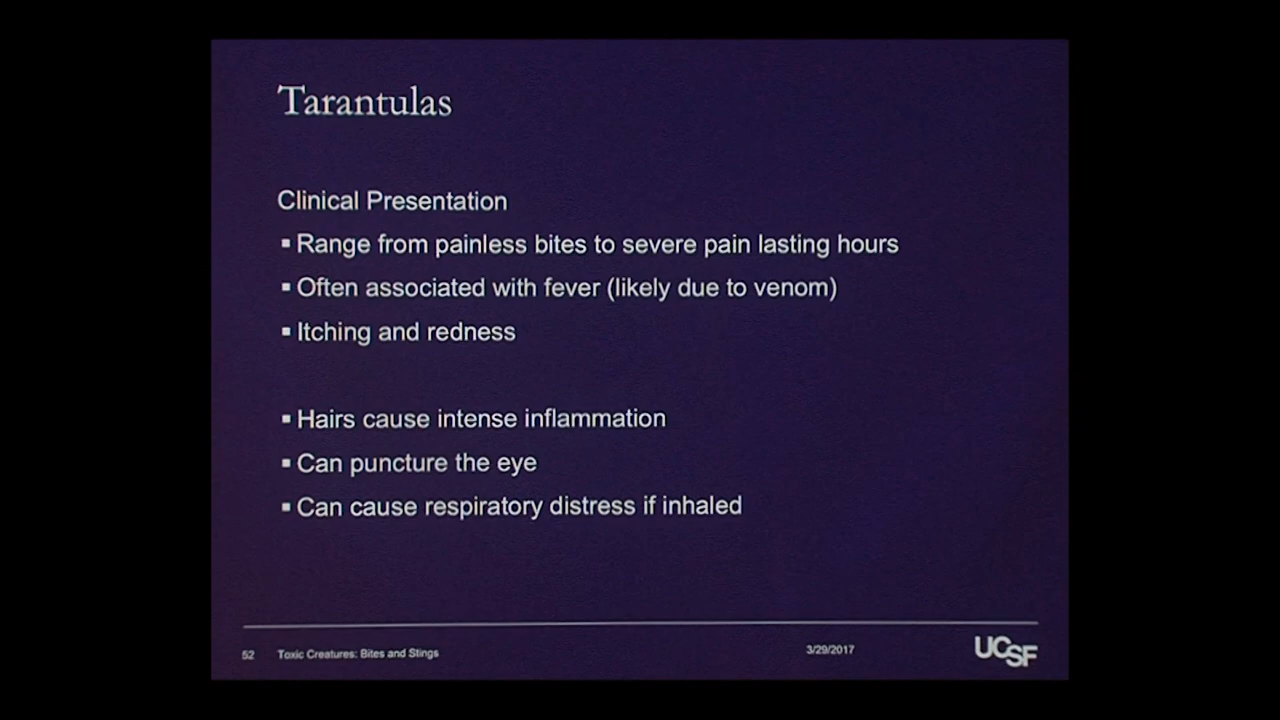 Tarantulas
Clinical Presentation
▪ Range from painless bites to severe pain lasting hours
▪ Often associated with fever (likely due to venom)
▪ Itching and redness
▪ Hairs cause intense inflammation
▪ Can puncture the eye
▪ Can cause respiratory distress if inhaled
52 Toxic Creatures: Bites and Stings 3/29/2017 UCSF